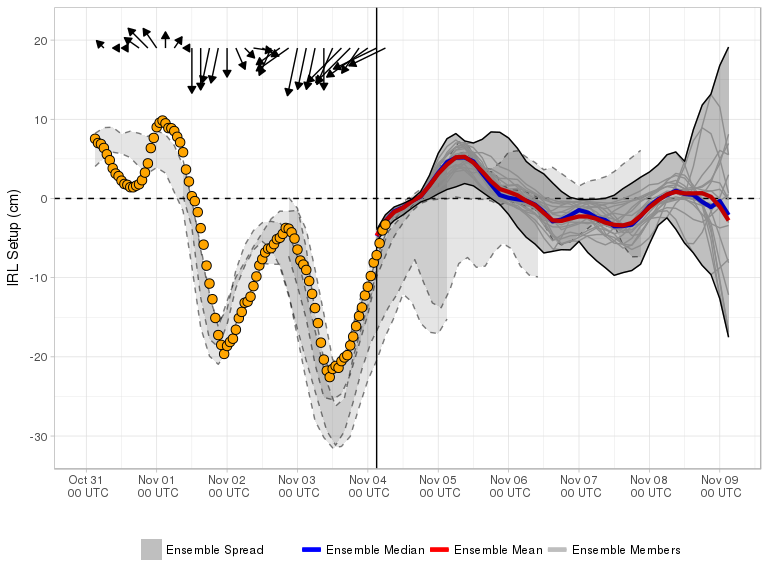 20
10
0
-10
-20
-30
IRL Setup (cm)
Oct 31 Nov 01 Nov 02 Nov 03 Nov 04 Nov 05 Nov 06 Nov 07 Nov 08 Nov 09
00 UTC 00 UTC 00 UTC 00 UTC 00 UTC 00 UTC 00 UTC 00 UTC 00 UTC 00 UTC
Ensemble Spread Ensemble Median Ensemble Mean Ensemble Members